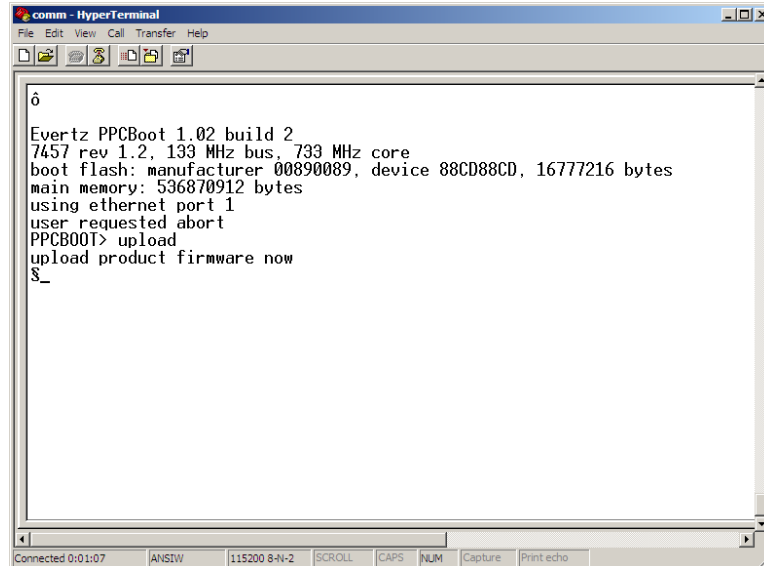 comm - HyperTerminal
File Edit View Call Transfer Help
ô
Evertz PPCBoot 1.02 build 2
7457 rev 1.2, 133 MHz bus, 733 MHz core
boot flash: manufacturer 00890089, device 88CD88CD, 16777216 bytes
main memory: 536870912 bytes
using ethernet port 1
user requested abort
PPCBOOT> upload
upload product firmware now
§_
Connected 0:01:07 ANSIW 115200 8-N-2 SCROLL CAPS NUM Capture Print echo